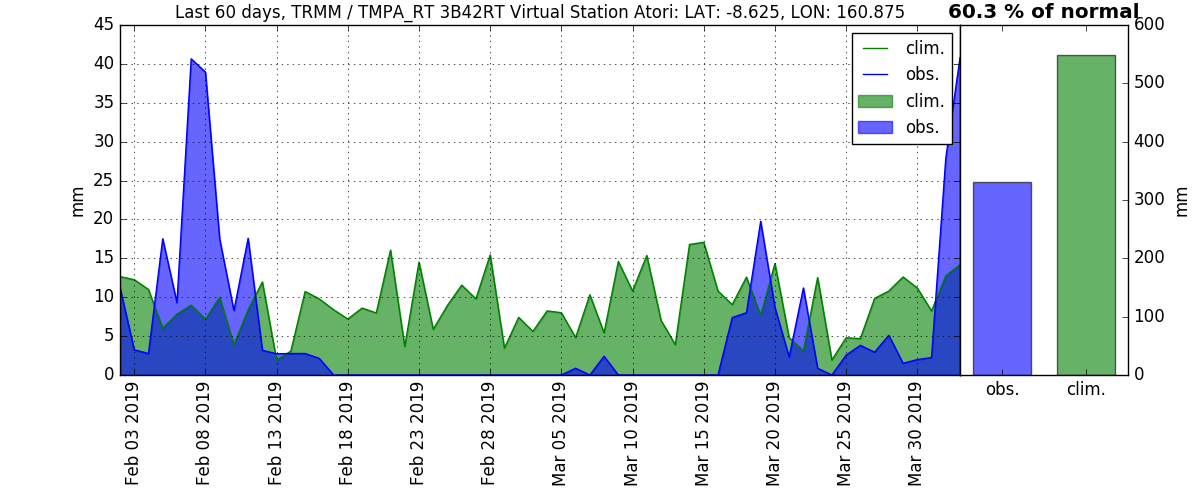 Last 60 days, TRMM / TMPA_RT 3B42RT Virtual Station Atori: LAT: -8.625, LON: 160.875
60.3 % of normal
45
40
35
30
25
20
15
10
5
0
mm
clim.
obs.
clim.
obs.
600
500
400
300
200
100
0
mm
obs.
clim.
Feb 03 2019
Feb 08 2019
Feb 13 2019
Feb 18 2019
Feb 23 2019
Feb 28 2019
Mar 05 2019
Mar 10 2019
Mar 15 2019
Mar 20 2019
Mar 25 2019
Mar 30 2019